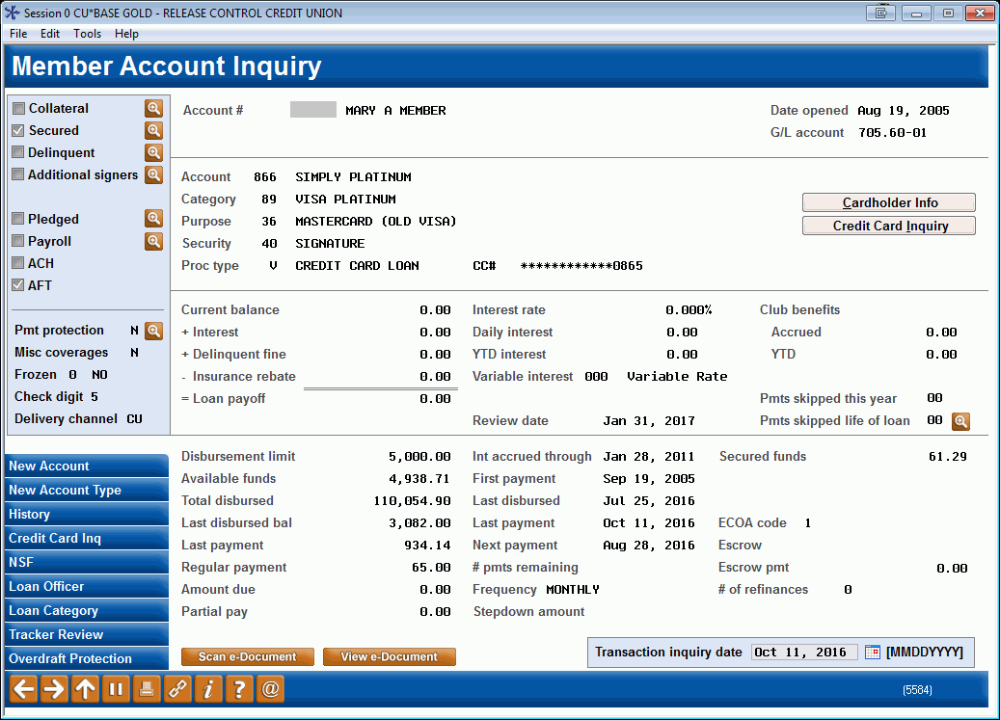 Session 0 CU*BASE GOLD - RELEASE CONTROL CREDIT UNION
File Edit Tools Help
Member Account Inquiry
Collateral
Secured
Delinquent
Additional signers
Pledged
Payroll
ACH
AFT
Pmt protection N
Misc coverages N
Frozen 0 NO
Check digit 5
Delivery channel CU
New Account
New Account Type
History
Credit Card Inq
NSF
Loan Officer
Loan Category
Tracker Review
Overdraft Protection
Account # MARY A MEMBER
Date opened Aug 19, 2005
G/L account 705.60-01
Account 866 SIMPLY PLATINUM
Category 89 VISA PLATINUM
Purpose 36 MASTERCARD (OLD VISA)
Security 40 SIGNATURE
Proc type V CREDIT CARD LOAN CC# ************0865
Cardholder Info
Credit Card Inquiry
Current balance 0.00
+ Interest 0.00
+ Delinquent fine 0.00
- Insurance rebate 0.00
= Loan payoff 0.00
Interest rate 0.000%
Daily interest 0.00
YTD interest 0.00
Variable interest 000 Variable Rate
Review date Jan 31, 2017
Club benefits
Accrued 0.00
YTD 0.00
Pmts skipped this year 00
Pmts skipped life of loan 00
Disbursement limit 5,000.00
Available funds 4,938.71
Total disbursed 110,054.90
Last disbursed bal 3,082.00
Last payment 934.14
Regular payment 65.00
Amount due 0.00
Partial pay 0.00
Int accrued through Jan 28, 2011
First payment Sep 19, 2005
Last disbursed Jul 25, 2016
Last payment Oct 11, 2016
Next payment Aug 28, 2016
# pmts remaining
Frequency MONTHLY
Stepdown amount
Secured funds 61.29
ECOA code 1
Escrow
Escrow pmt 0.00
# of refinances 0
Scan e-Document View e-Document
Transaction inquiry date Oct 11, 2016 [MMDDYYYY]
(5584)